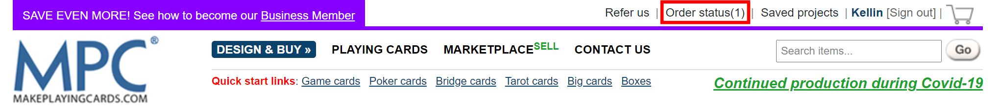 SAVE EVEN MORE! See how to become our Business Member
Refer us | Order status(1) | Saved projects | Kellin [Sign out] |
MPC®
MAKEPLAYINGCARDS.COM
DESIGN & BUY » PLAYING CARDS MARKETPLACE SELL CONTACT US
Search items... Go
Quick start links: Game cards Poker cards Bridge cards Tarot cards Big cards Boxes
Continued production during Covid-19